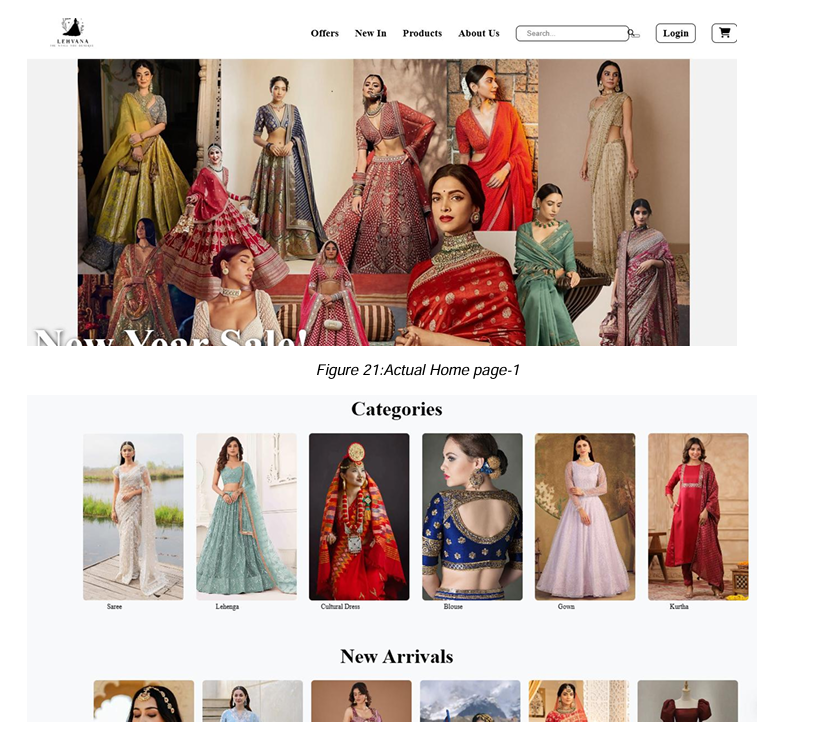 LEHYANA
Offers New In Products About Us Search... Login
New Year Sale!
Figure 21:Actual Home page-1
Categories
Saree Lehenga Cultural Dress Blouse Gown Kurtha
New Arrivals